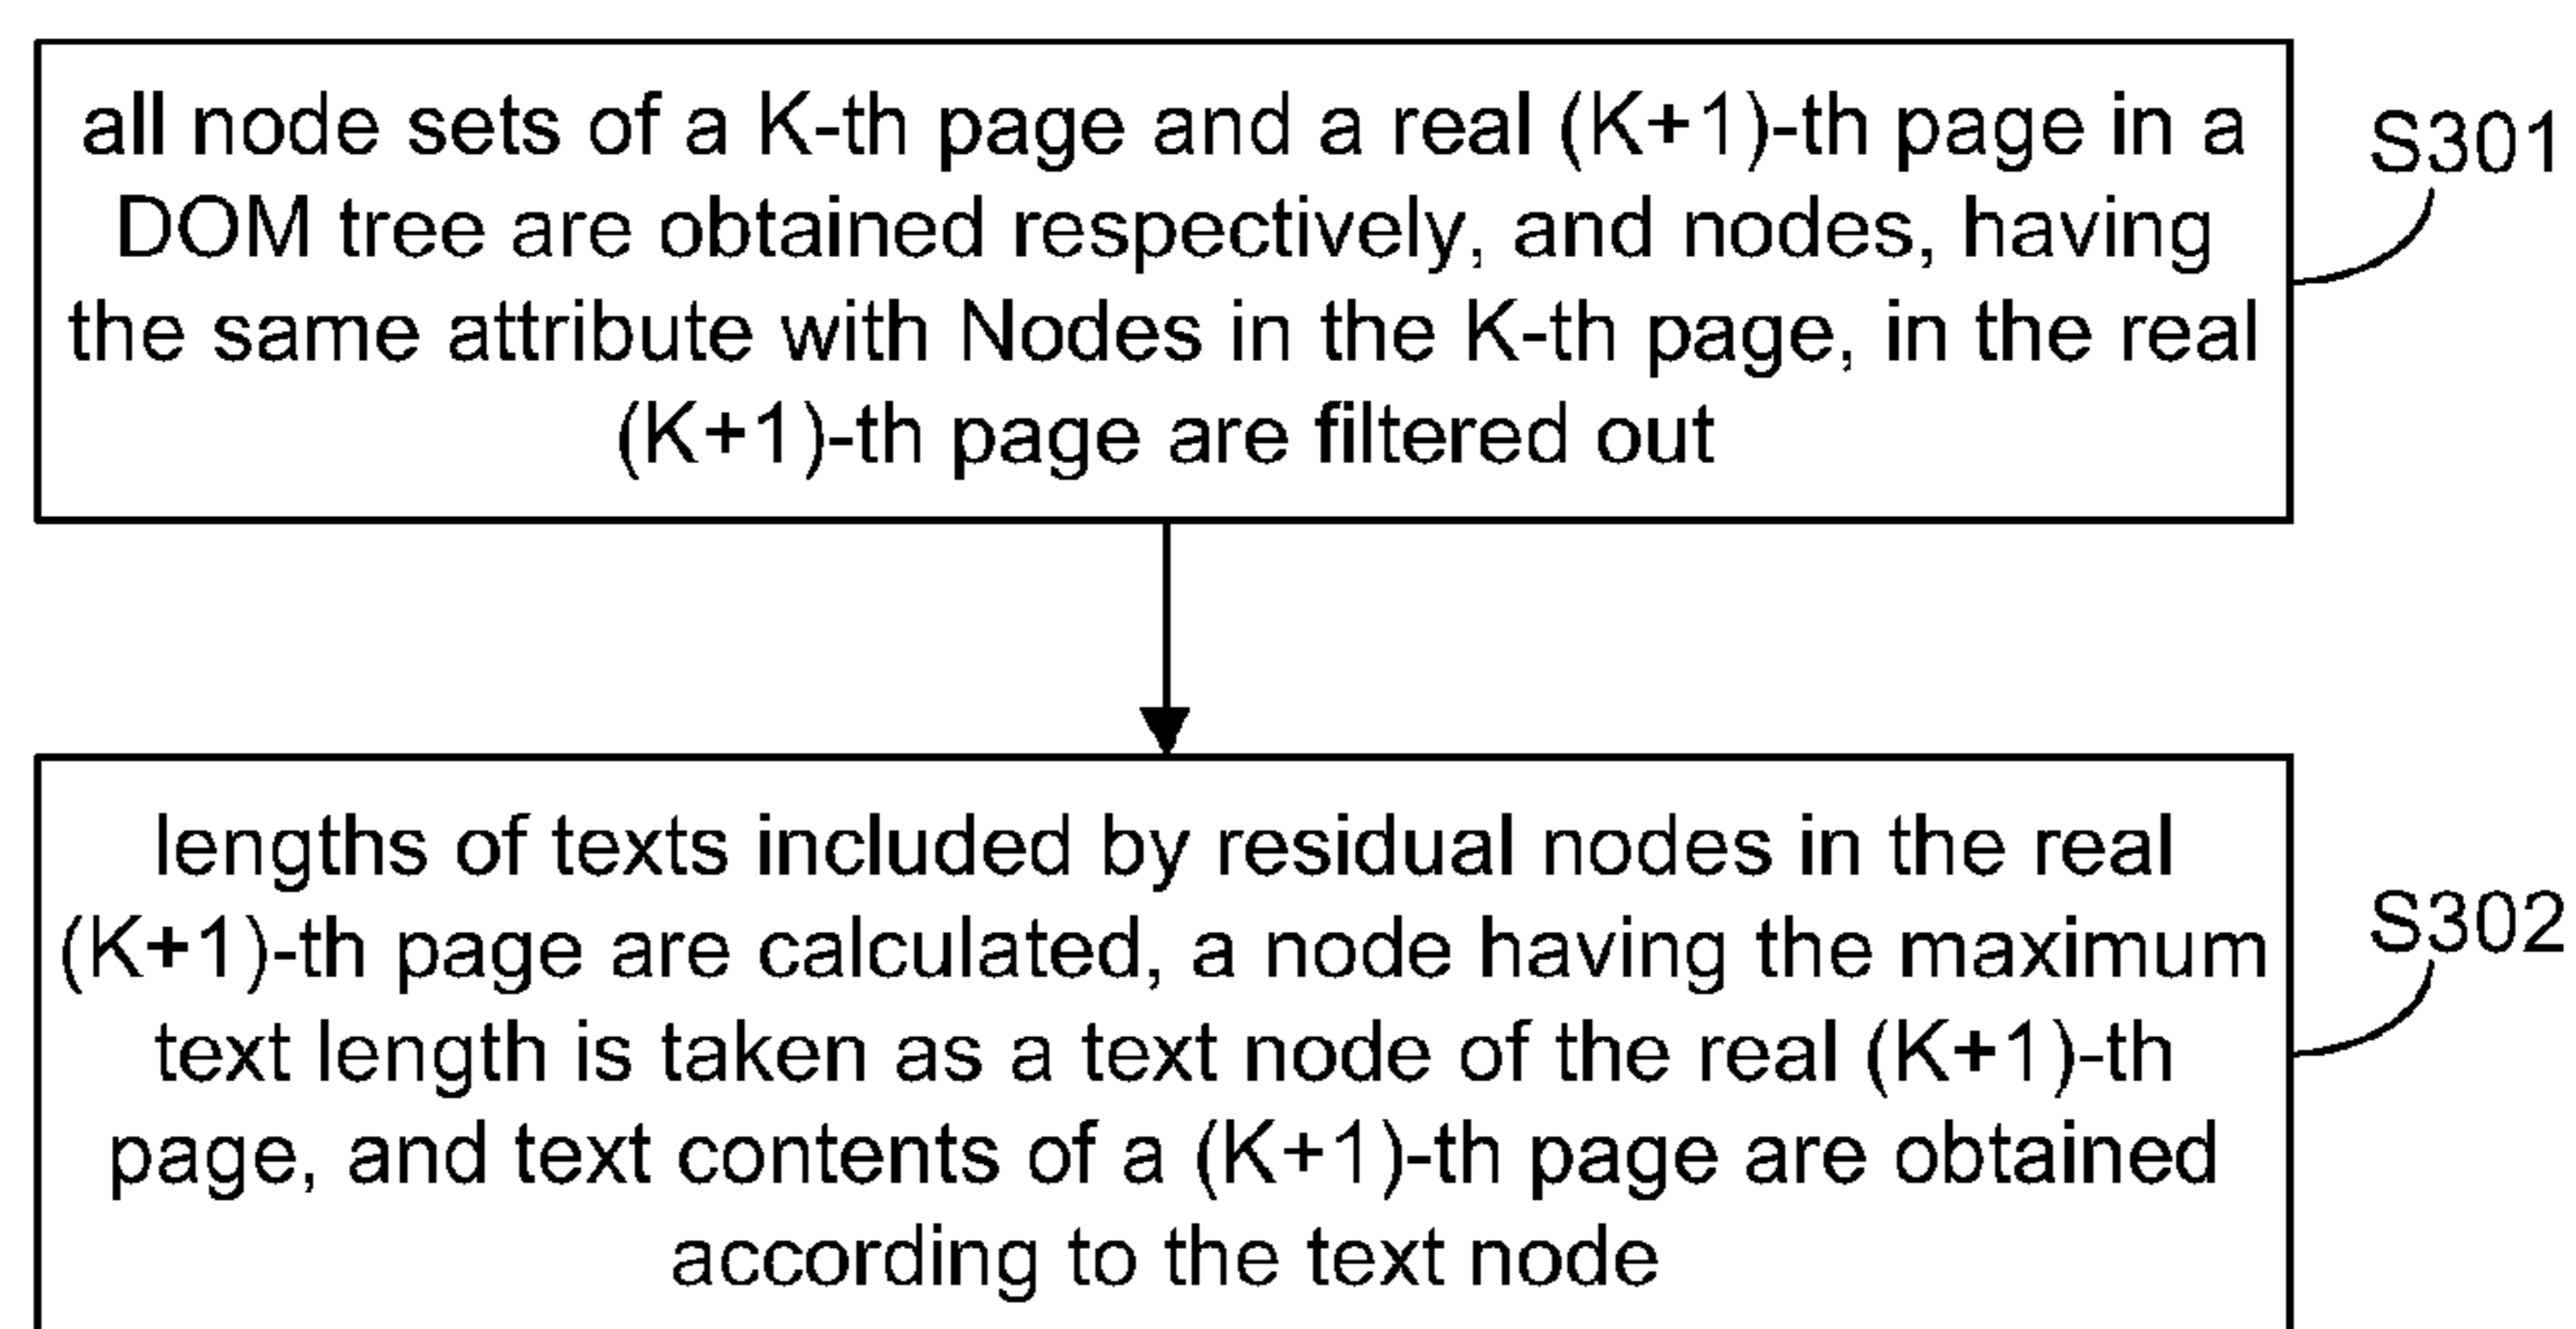 all node sets of a K-th page and a real (K+1)-th page in a
DOM tree are obtained respectively, and nodes, having
the same attribute with Nodes in the K-th page, in the real
(K+1)-th page are filtered out
S301
lengths of texts included by residual nodes in the real
(K+1)-th page are calculated, a node having the maximum
text length is taken as a text node of the real (K+1)-th
page, and text contents of a (K+1)-th page are obtained
according to the text node
S302